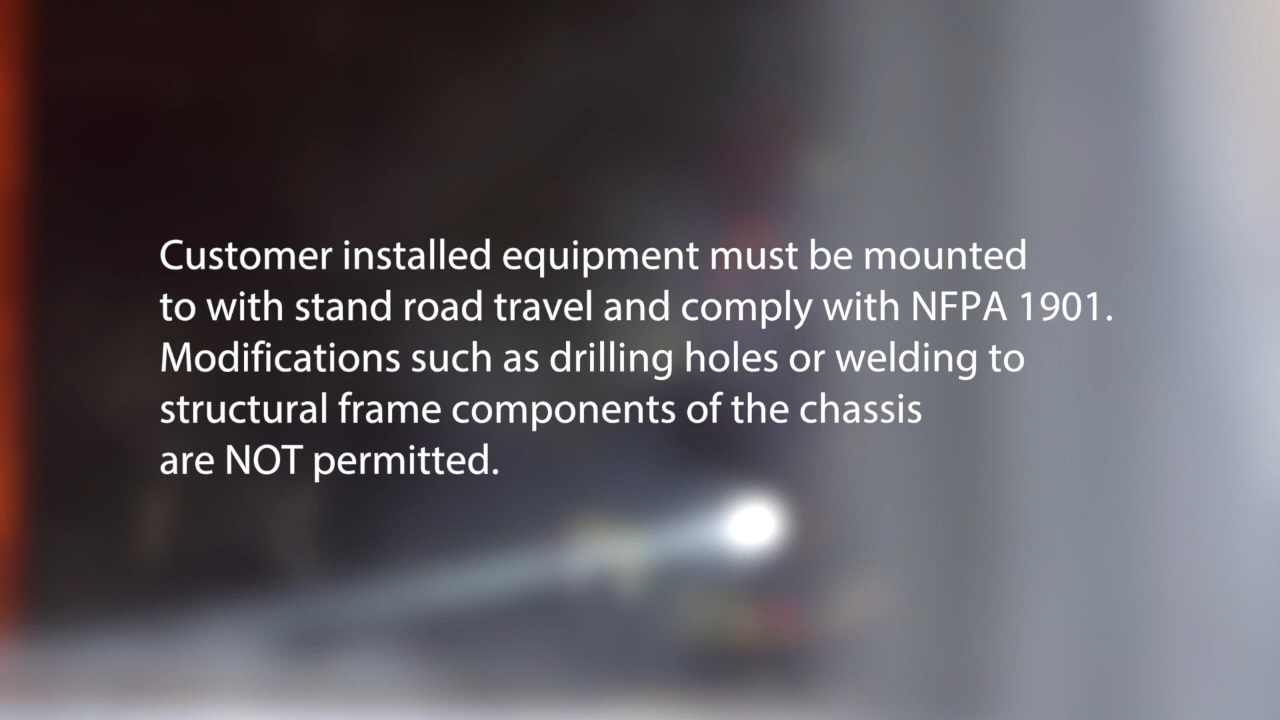 Customer installed equipment must be mounted
to with stand road travel and comply with NFPA 1901.
Modifications such as drilling holes or welding to
structural frame components of the chassis
are NOT permitted.